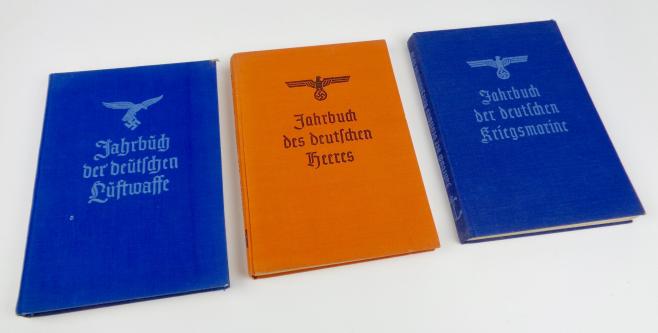 Jahrbuch
der deutschen
Luftwaffe
Jahrbuch
des deutschen
Heeres
Jahrbuch
der deutschen
Kriegsmarine